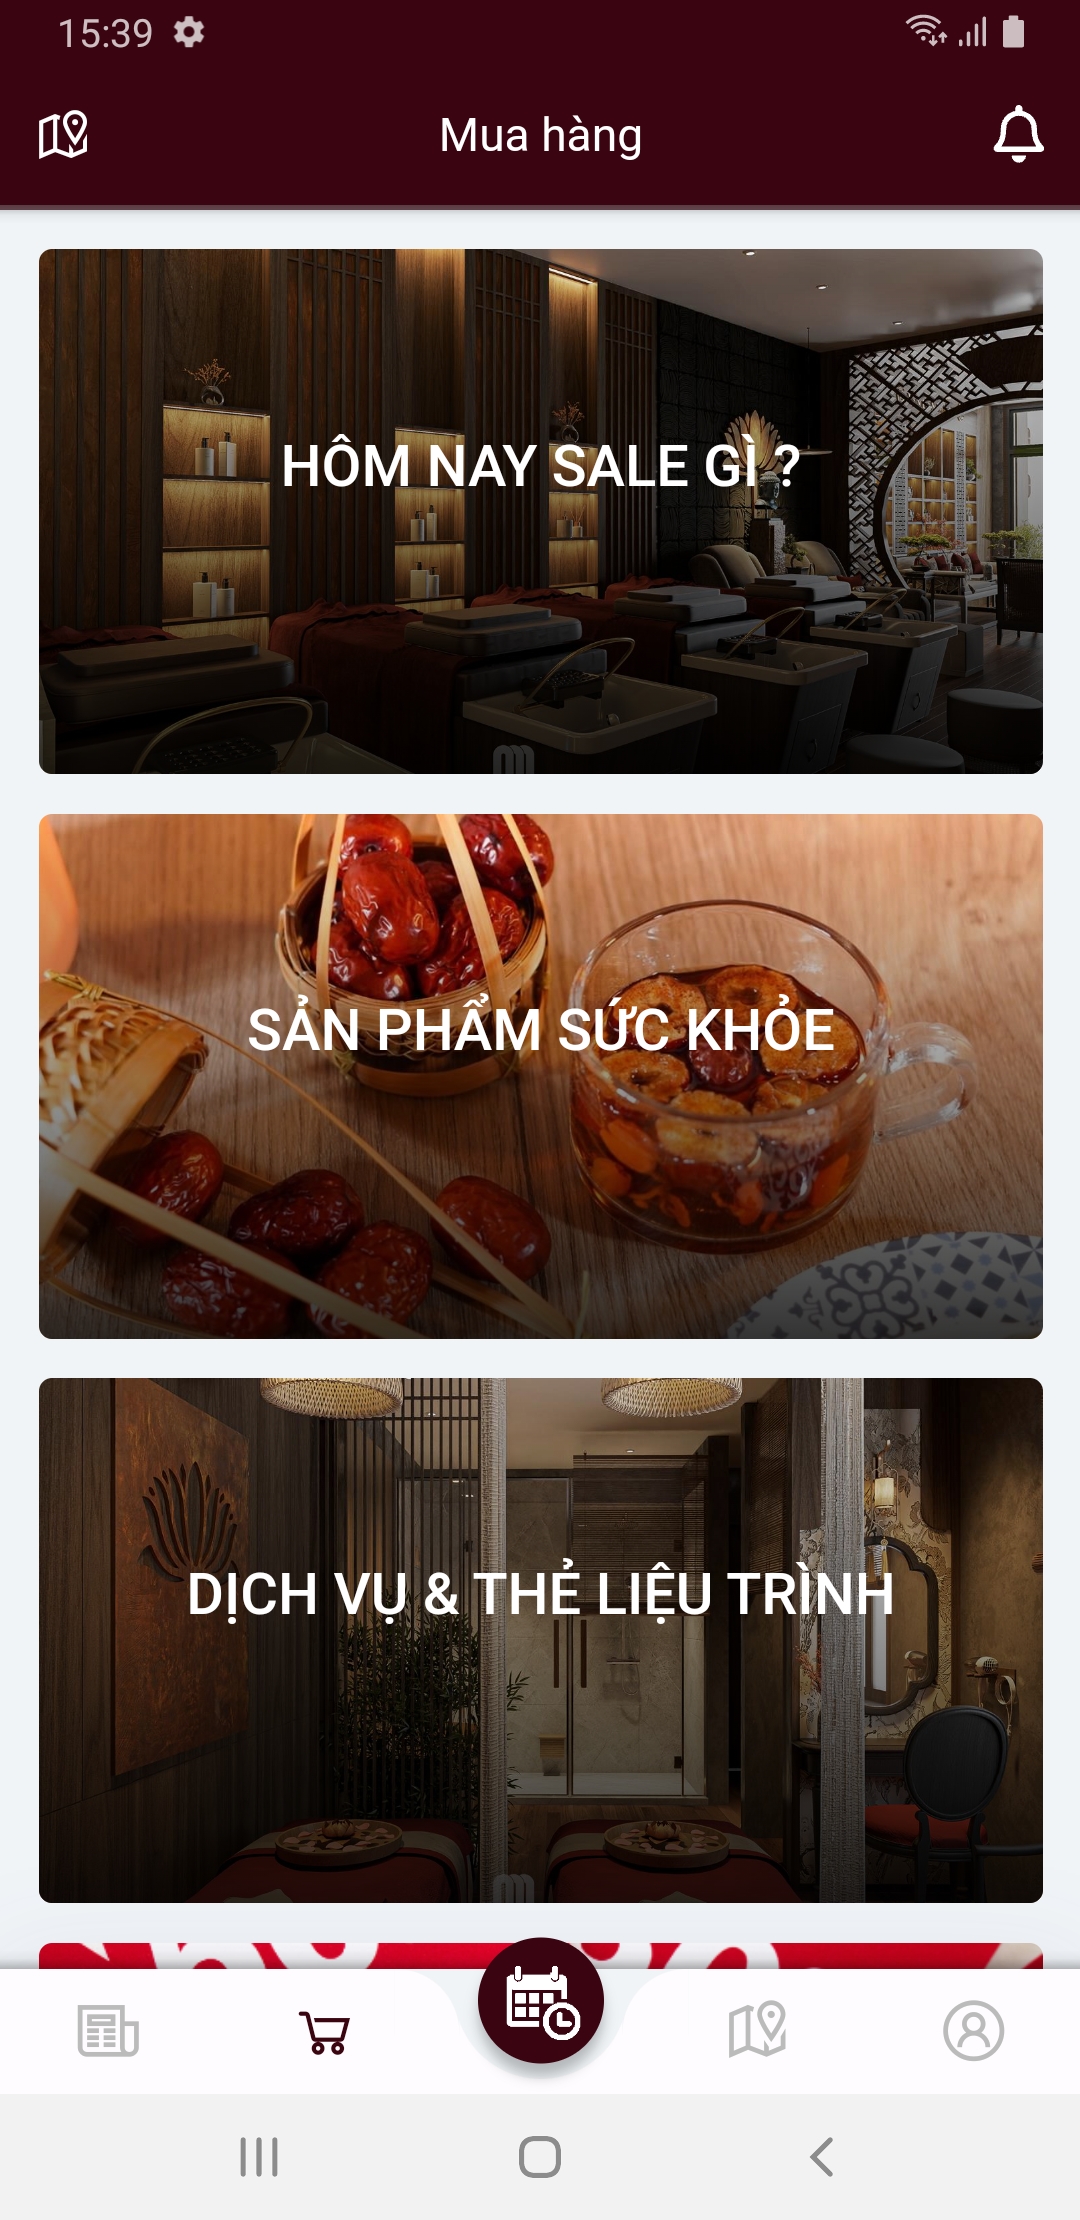 15:39
Mua hàng
HÔM NAY SALE GÌ ?
SẢN PHẨM SỨC KHỎE
DỊCH VỤ & THẺ LIỆU TRÌNH